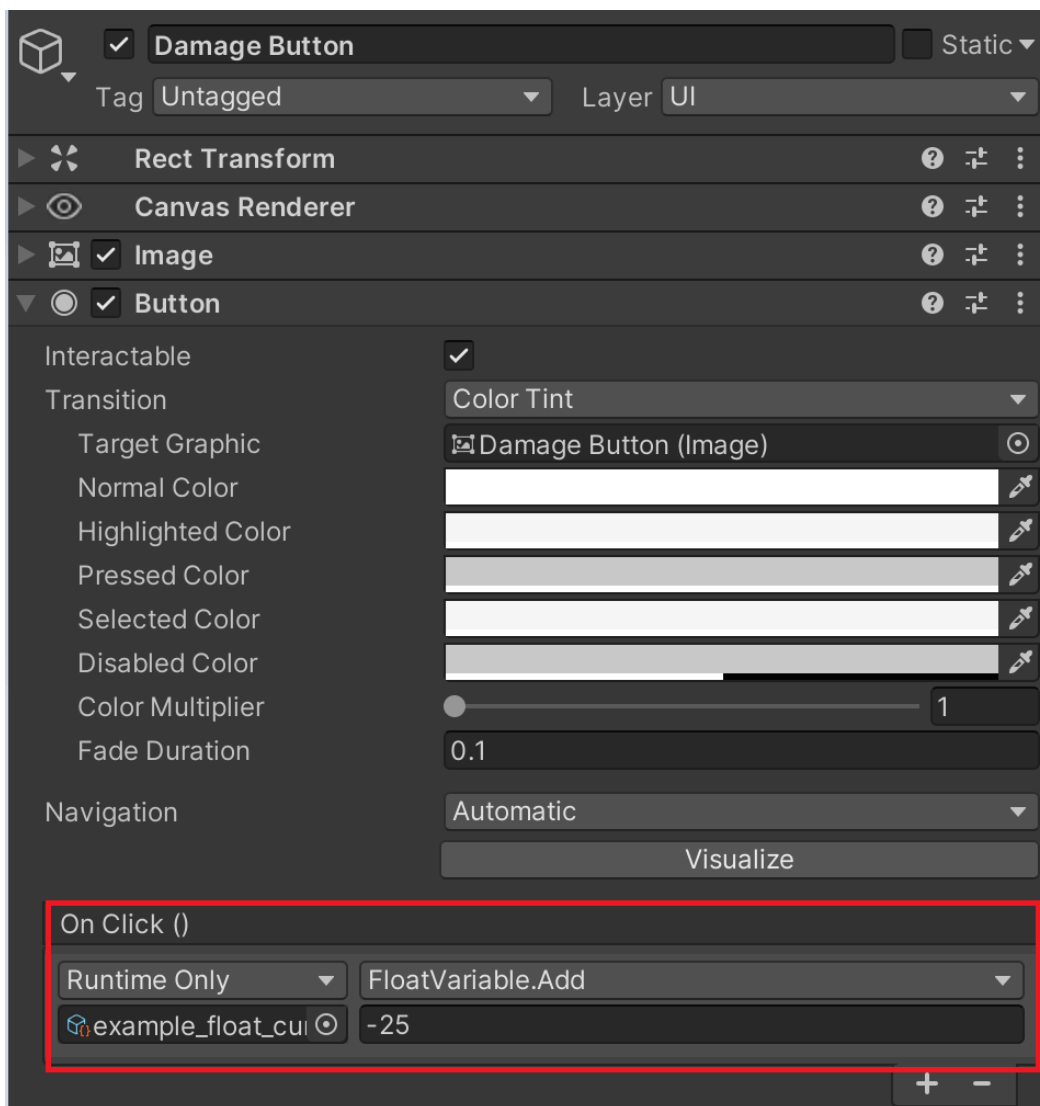 Damage Button
Static
Tag Untagged Layer UI
Rect Transform
Canvas Renderer
Image
Button
Interactable
Transition Color Tint
Target Graphic Damage Button (Image)
Normal Color
Highlighted Color
Pressed Color
Selected Color
Disabled Color
Color Multiplier 1
Fade Duration 0.1
Navigation Automatic
Visualize
On Click ()
Runtime Only FloatVariable.Add
example_float_cu -25